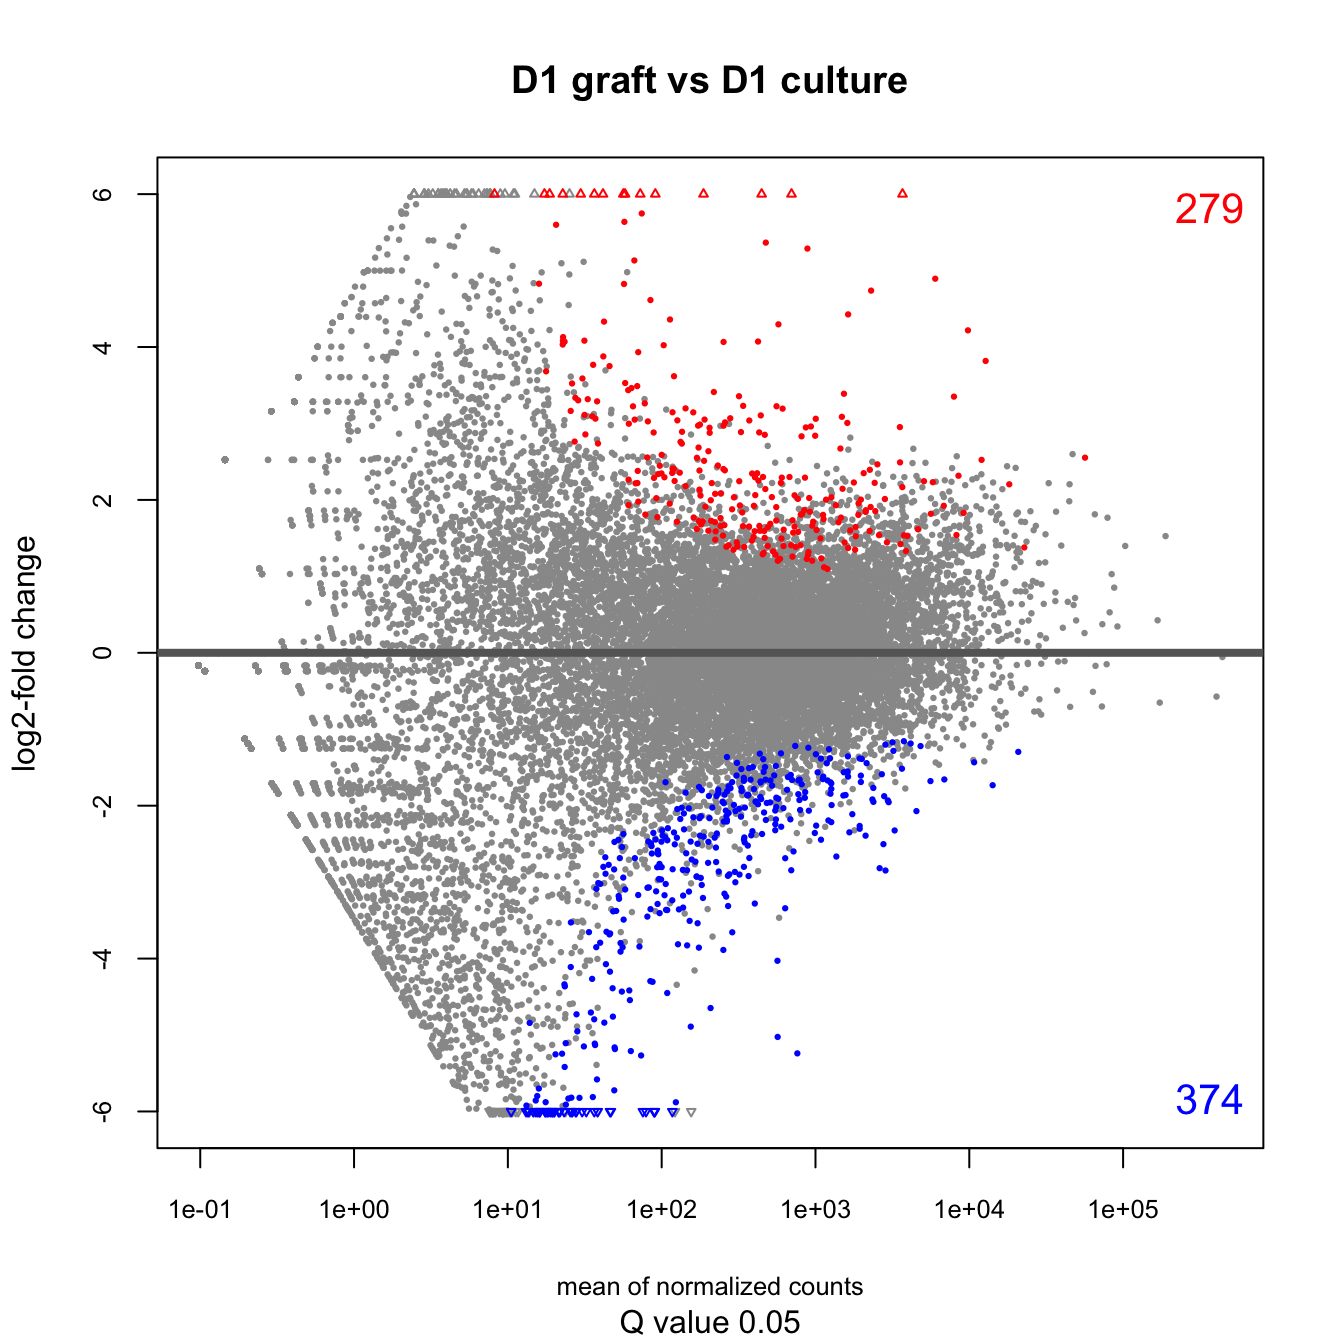 D1 graft vs D1 culture
279
374
log2-fold change
6
4
2
0
-2
-4
-6
1e-01 1e+00 1e+01 1e+02 1e+03 1e+04 1e+05
mean of normalized counts
Q value 0.05